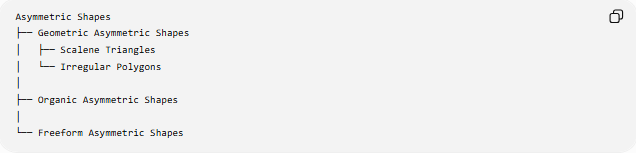 Asymmetric Shapes
├── Geometric Asymmetric Shapes
│   ├── Scalene Triangles
│   └── Irregular Polygons
│
├── Organic Asymmetric Shapes
│
└── Freeform Asymmetric Shapes